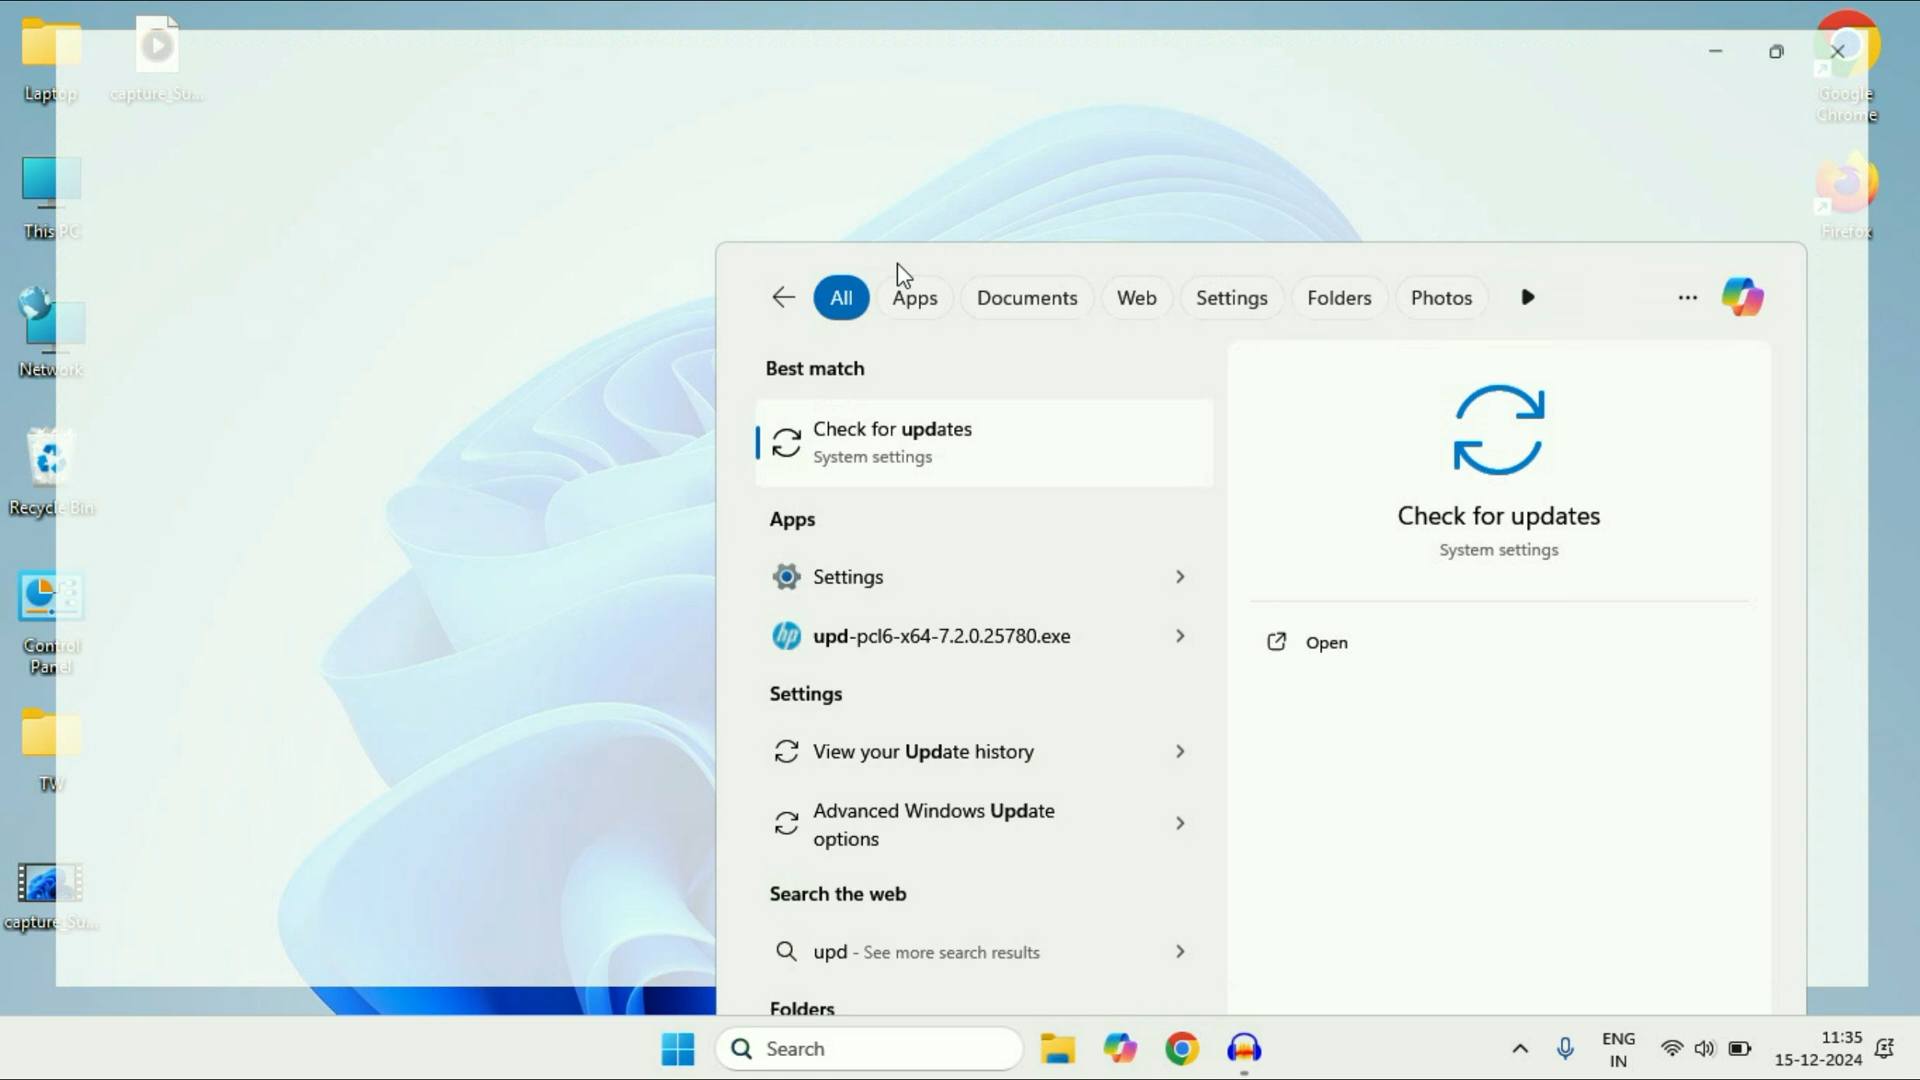 Laptop
capture_Su...
This PC
Network
Recycle Bin
Control
Panel
TW
capture_Su...
Google
Chrome
Firefox
All
Apps
Documents
Web
Settings
Folders
Photos
Best match
Check for updates
System settings
Apps
Settings
upd-pcl6-x64-7.2.0.25780.exe
Settings
View your Update history
Advanced Windows Update
options
Search the web
upd - See more search results
Folders
Check for updates
System settings
Open
Search
ENG
IN
11:35
15-12-2024